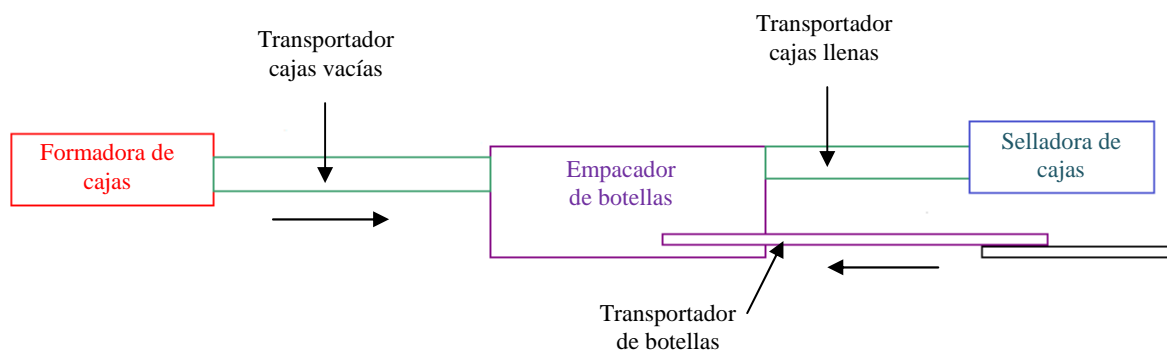 Transportador
cajas vacías
Transportador
cajas llenas
Formadora de
cajas
Empacador
de botellas
Selladora de
cajas
Transportador
de botellas